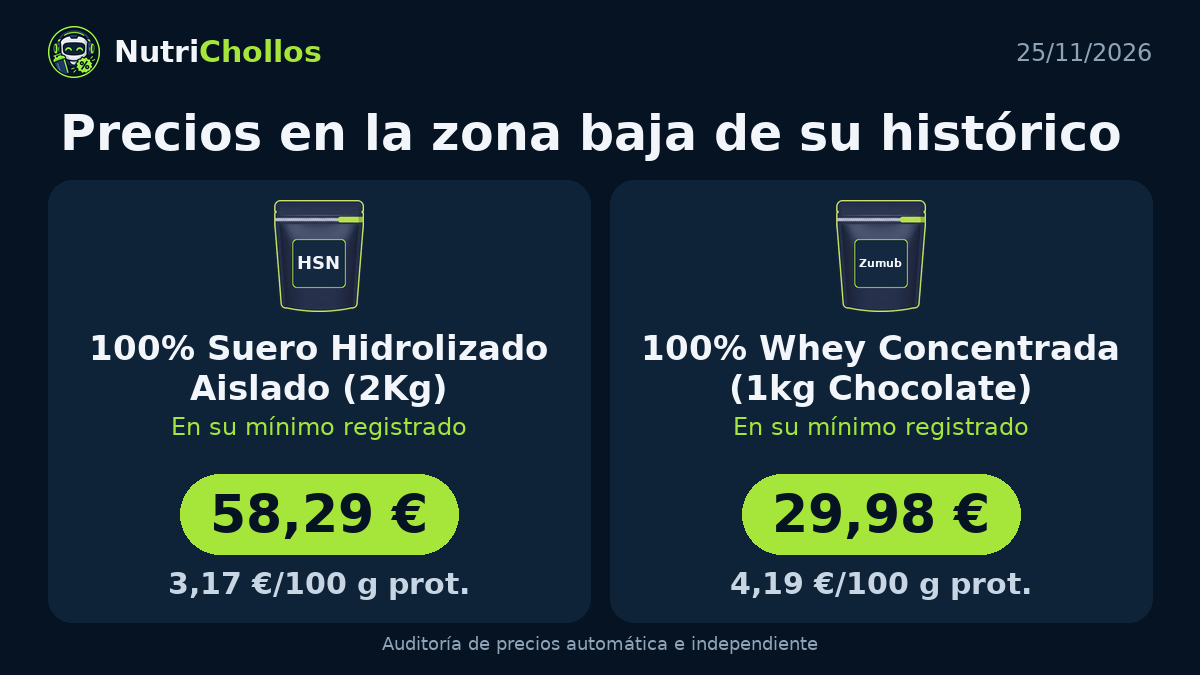 NutriChollos
25/11/2026
Precios en la zona baja de su histórico
HSN
100% Suero Hidrolizado
Aislado (2Kg)
En su mínimo registrado
58,29 €
3,17 €/100 g prot.
Zumub
100% Whey Concentrada
(1kg Chocolate)
En su mínimo registrado
29,98 €
4,19 €/100 g prot.
Auditoría de precios automática e independiente